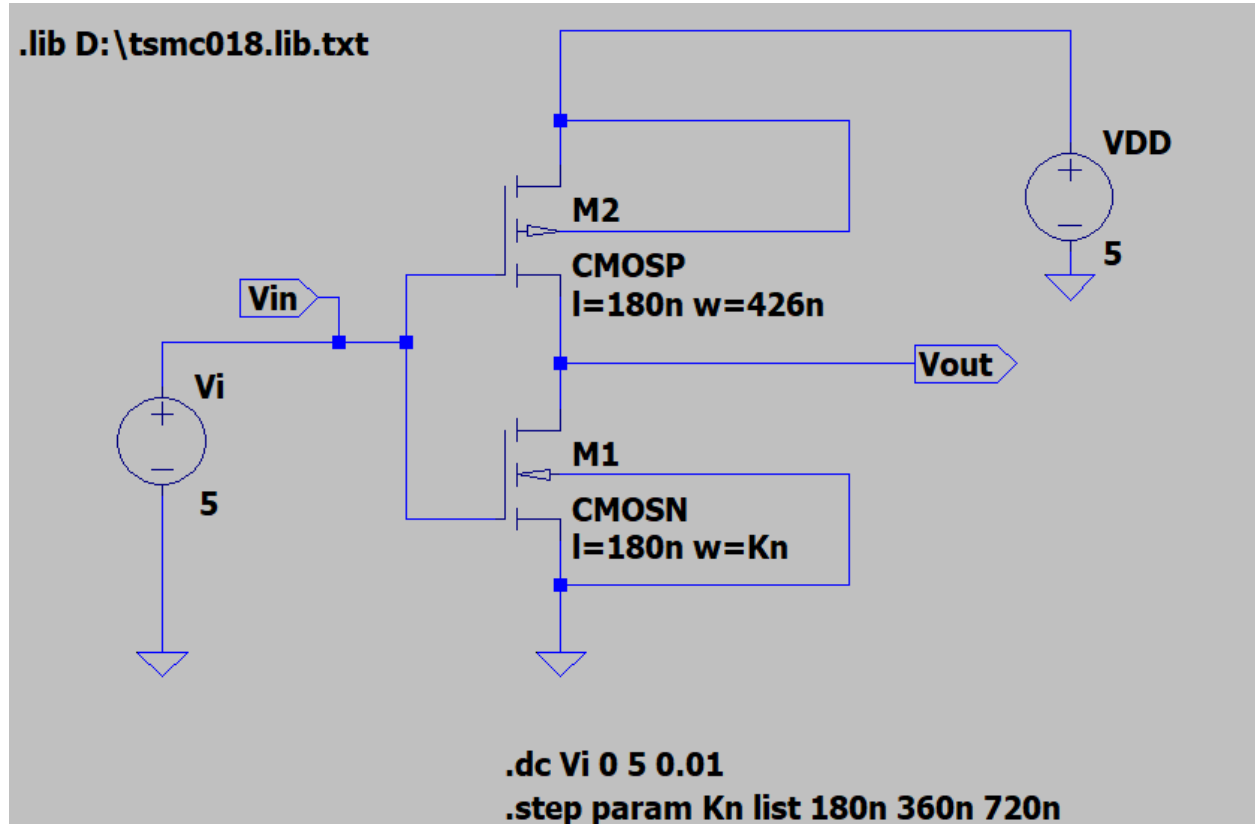 .lib D:\tsmc018.lib.txt
VDD
5
M2
CMOSP
l=180n w=426n
Vin
Vout
Vi
5
M1
CMOSN
l=180n w=Kn
.dc Vi 0 5 0.01
.step param Kn list 180n 360n 720n